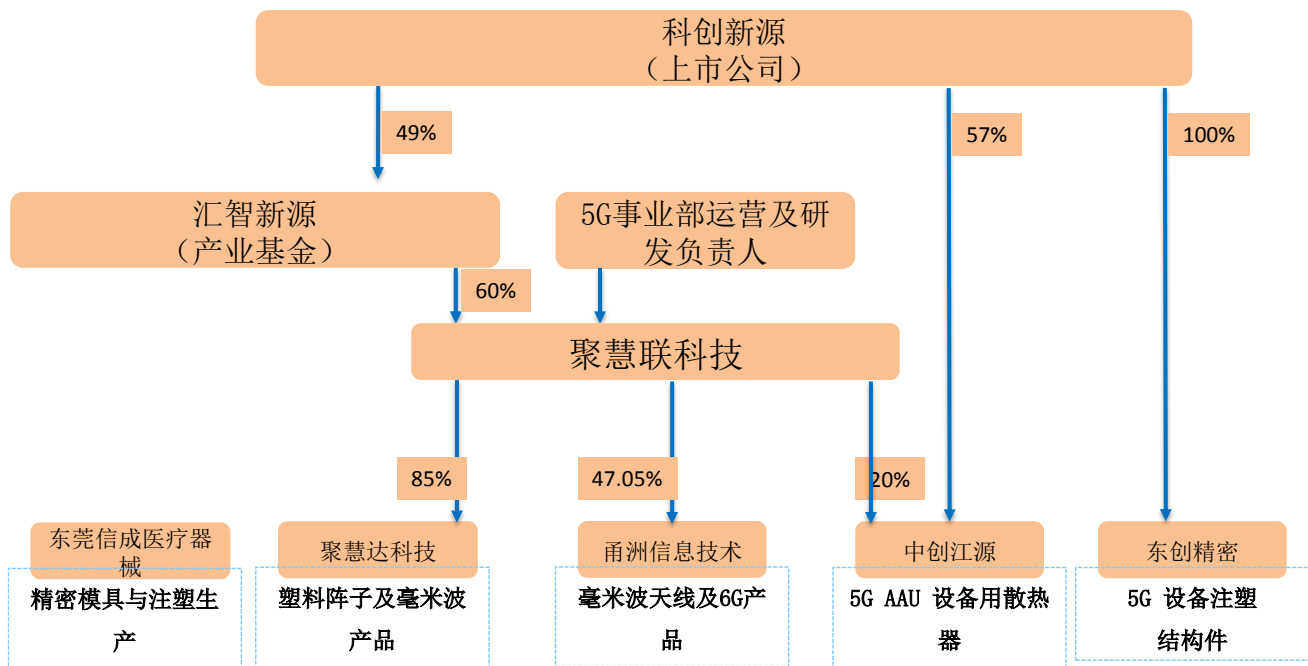 科创新源
（上市公司）
49%
57%
100%
汇智新源
（产业基金）
5G事业部运营及研
发负责人
60%
聚慧联科技
85%
47.05%
20%
东莞信成医疗器
械
聚慧达科技
甬洲信息技术
中创江源
东创精密
精密模具与注塑生
产
塑料阵子及毫米波
产品
毫米波天线及6G产
品
5G AAU 设备用散热
器
5G 设备注塑
结构件